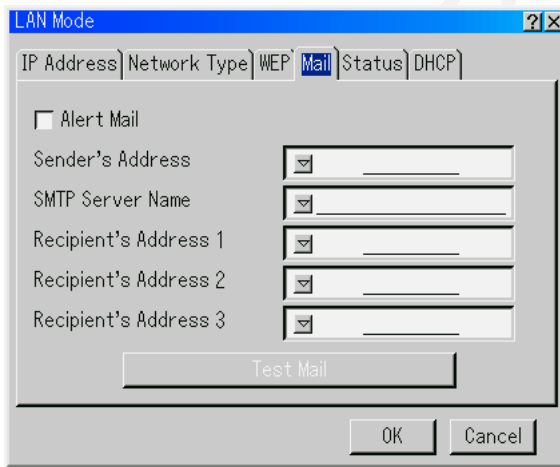 LAN Mode
IP Address Network Type WEP Mail Status DHCP
Alert Mail
Sender's Address
SMTP Server Name
Recipient's Address 1
Recipient's Address 2
Recipient's Address 3
Test Mail
OK Cancel